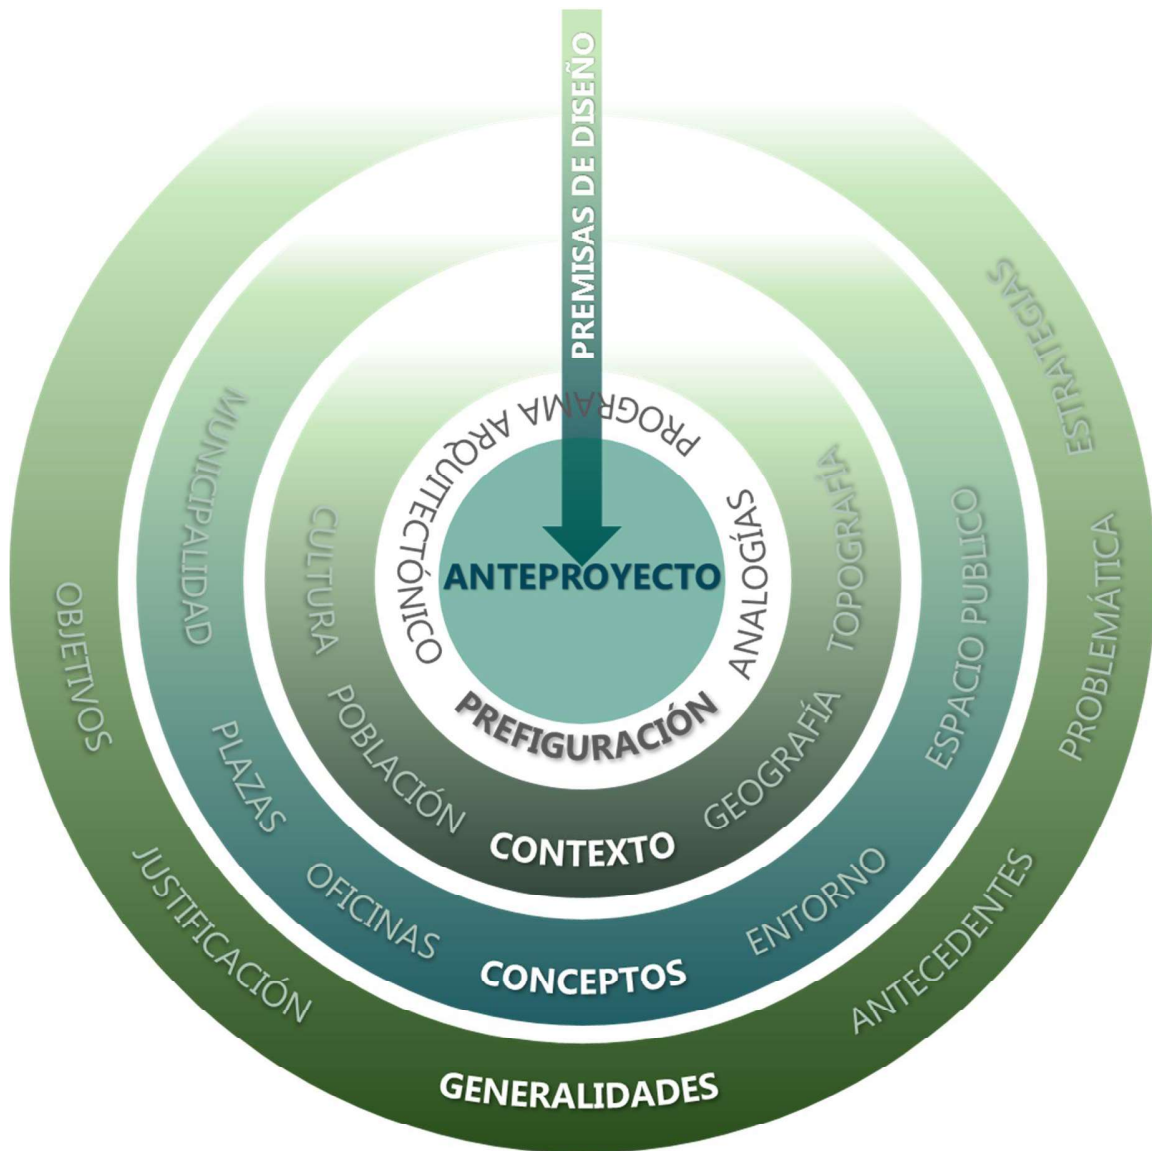 PREMISAS DE DISEÑO
ANTEPROYECTO
PROGRAMA ARQUITECTÓNICO
ANALOGÍAS
PREFIGURACIÓN
CULTURA
POBLACIÓN
CONTEXTO
GEOGRAFÍA
TOPOGRAFÍA
MUNICIPALIDAD
PLAZAS
OFICINAS
CONCEPTOS
ENTORNO
ESPACIO PUBLICO
OBJETIVOS
JUSTIFICACIÓN
GENERALIDADES
ANTECEDENTES
PROBLEMÁTICA
ESTRATEGIAS